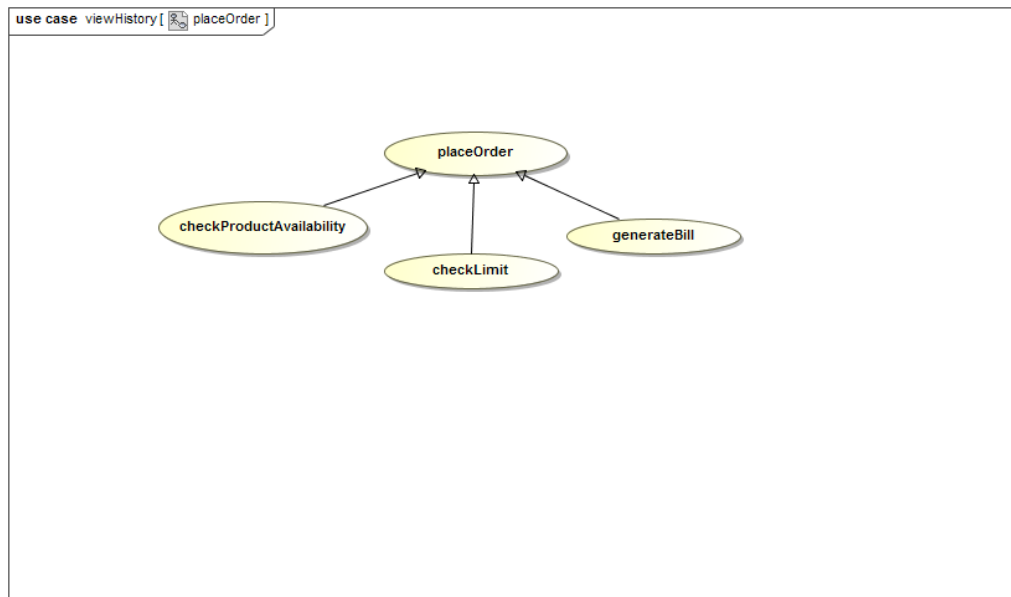 use case viewHistory [ placeOrder ]
placeOrder
checkProductAvailability
generateBill
checkLimit